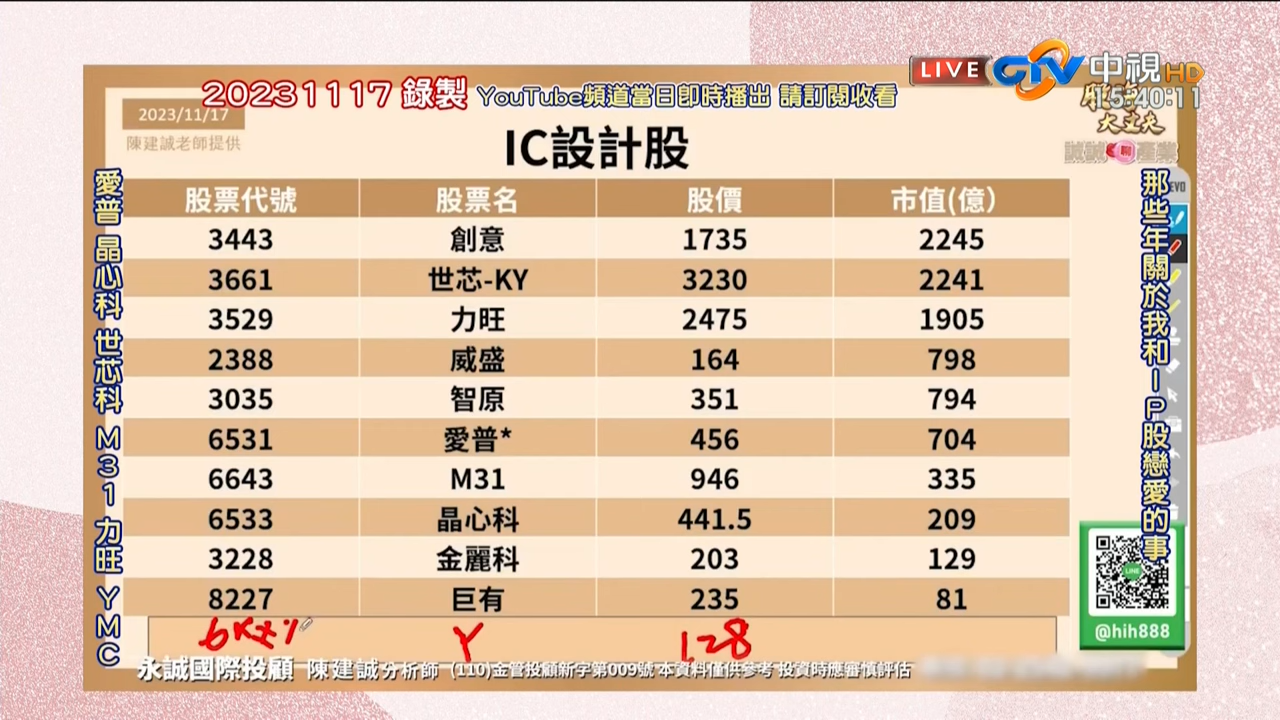 20231117 錄製 YouTube頻道當日即時播出 請訂閱收看
LIVE CTV 中視HD
15:40:11
大丈夫
2023/11/17
陳建誠老師提供
IC設計股
股票代號 股票名 股價 市值(億)
3443 創意 1735 2245
3661 世芯-KY 3230 2241
3529 力旺 2475 1905
2388 威盛 164 798
3035 智原 351 794
6531 愛普* 456 704
6643 M31 946 335
6533 晶心科 441.5 209
3228 金麗科 203 129
8227 巨有 235 81
Y 128
愛普 晶心科 世芯科 M31 力旺 YMC
那些年關於我和IP股戀愛的事
LINE
@hih888
永誠國際投顧 陳建誠分析師 (110)金管投顧新字第009號 本資料僅供參考 投資時應審慎評估